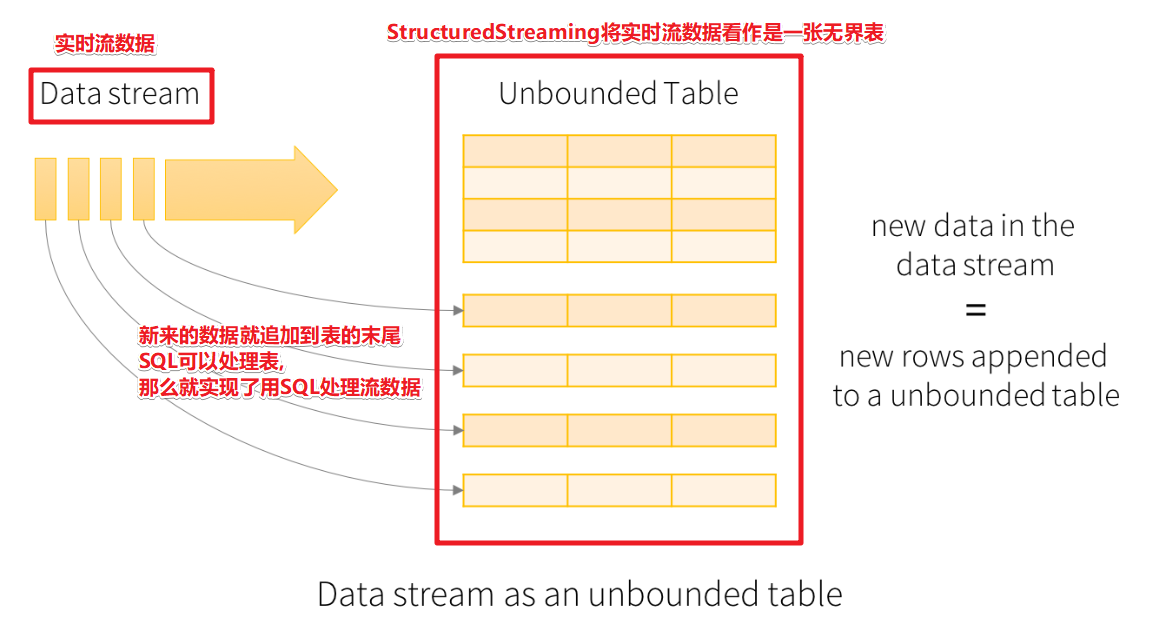 实时流数据
Data stream
StructuredStreaming将实时流数据看作是一张无界表
Unbounded Table
新来的数据就追加到表的末尾
SQL可以处理表,
那么就实现了用SQL处理流数据
new data in the
data stream
=
new rows appended
to a unbounded table
Data stream as an unbounded table